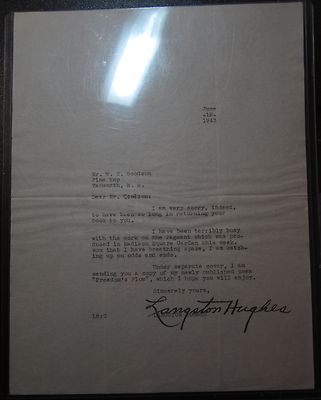 June
12,
1943
Mr. W. R. Goodson
Pine Top
Tamworth, N. H.
Dear Mr. Goodson:
I am very sorry, indeed,
to have been so long in returning your
book to you.
I have been terribly busy
with the work on the pageant which was pro-
duced in Madison Square Garden this week.
Now that I have breathing space, I am catch-
ing up on odds and ends.
Under separate cover, I am
sending you a copy of my newly published poem
"Freedom's Plow", which I hope you will enjoy.
Sincerely yours,
Langston Hughes